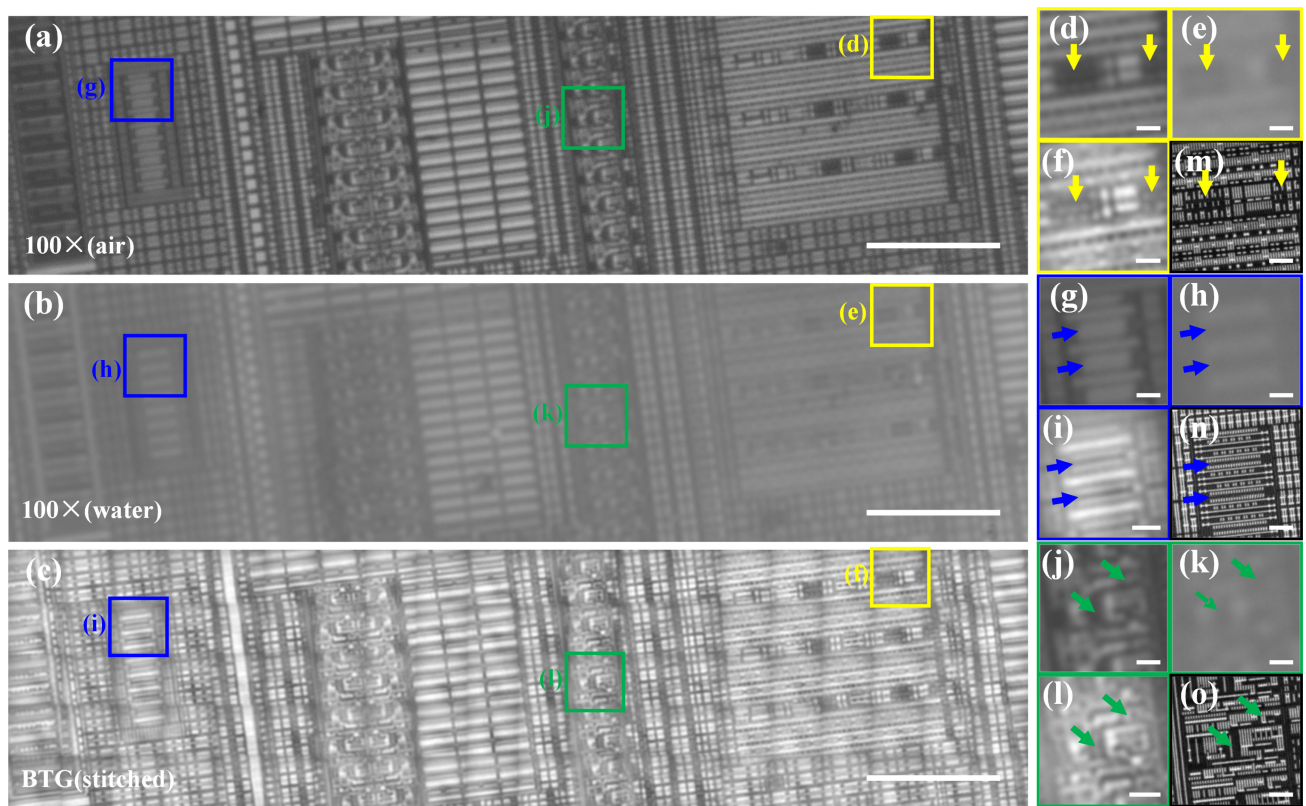 (a)
(g)
(j)
(d)
100×(air)
(b)
(h)
(k)
(e)
100×(water)
(c)
(i)
(l)
(f)
BTG(stitched)
(d)
(e)
(f)
(m)
(g)
(h)
(i)
(n)
(j)
(k)
(l)
(o)